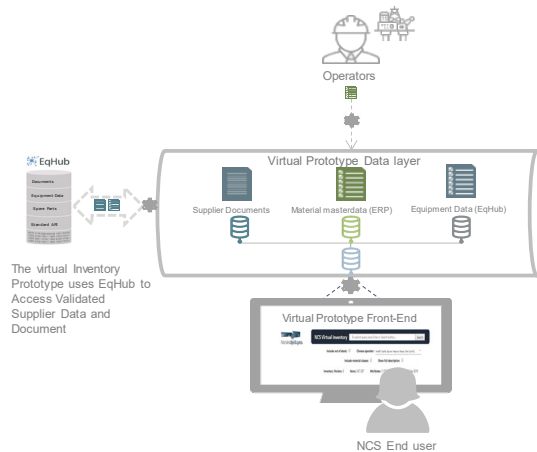 Operators
EqHub
Documents
Equipment Data
Spare Parts
Standard API
Virtual Prototype Data layer
Supplier Documents
Material masterdata (ERP)
Equipment Data (EqHub)
The virtual Inventory
Prototype uses EqHub to
Access Validated
Supplier Data and
Document
Virtual Prototype Front-End
NCS Virtual Inventory
NCS End user